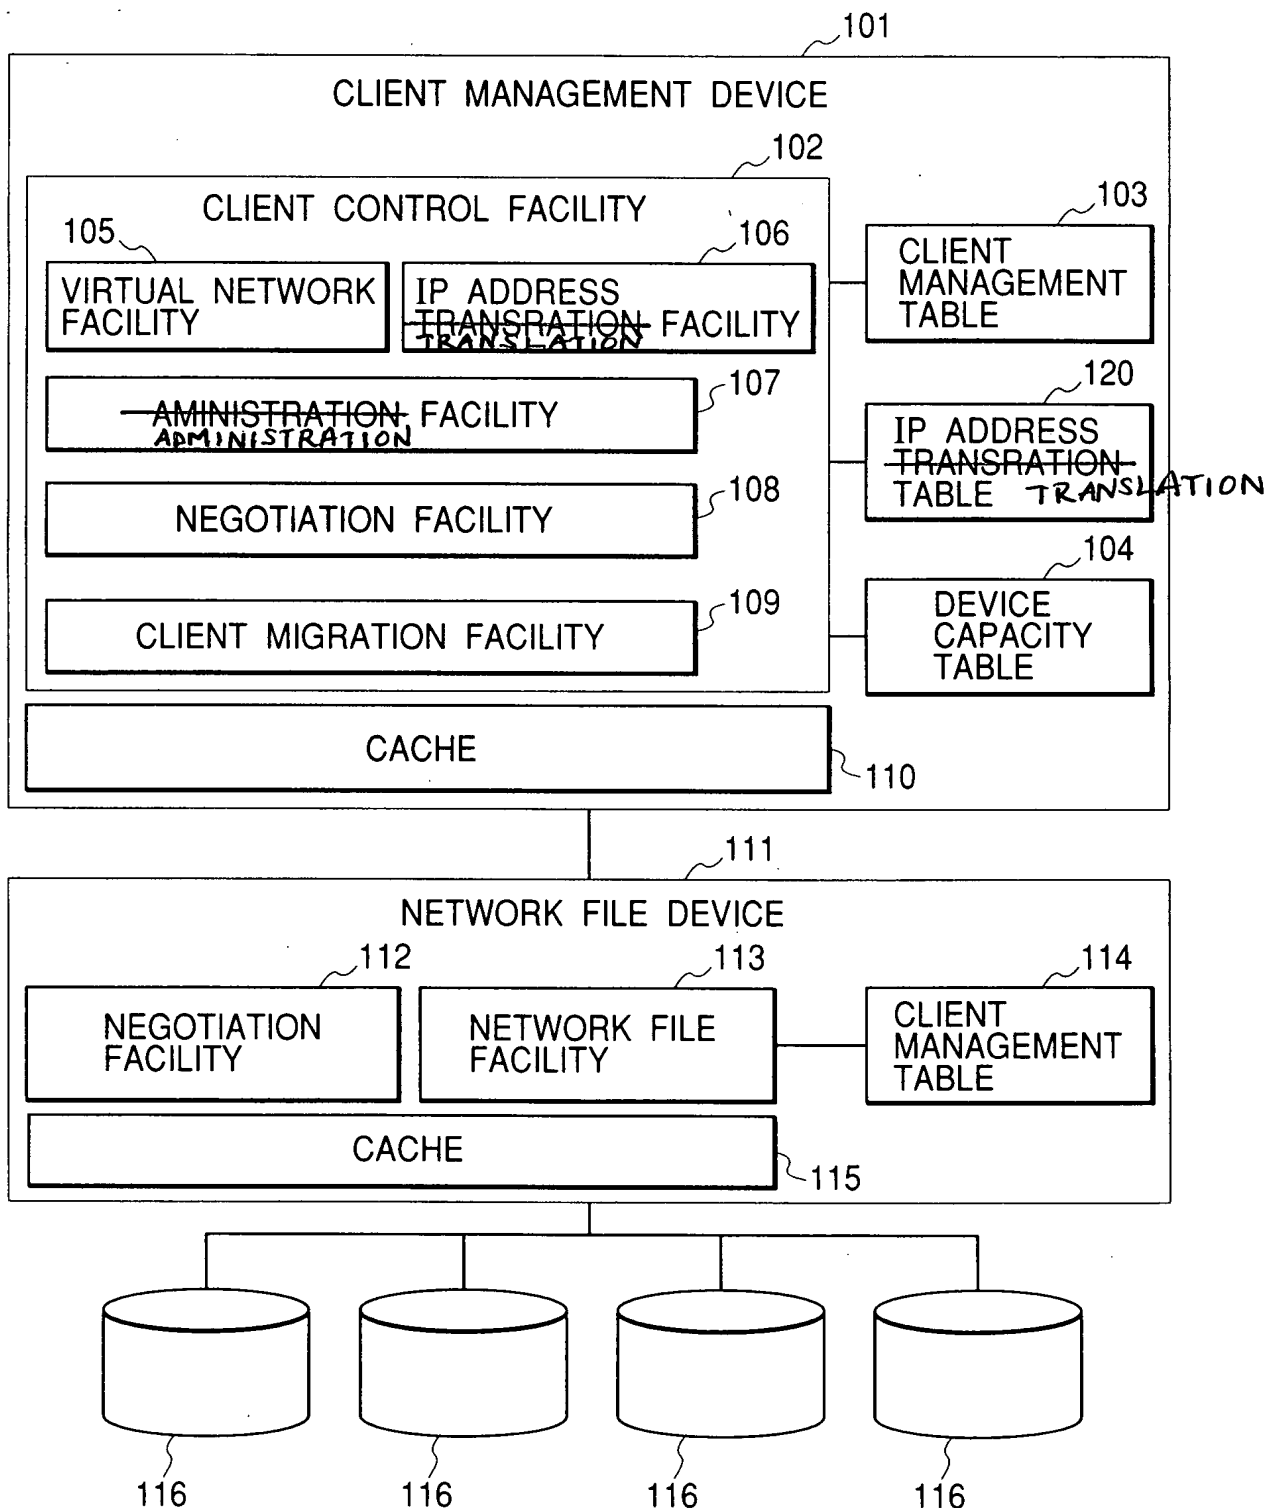 101
CLIENT MANAGEMENT DEVICE
102
CLIENT CONTROL FACILITY
105
VIRTUAL NETWORK
FACILITY
106
IP ADDRESS
TRANSRATION FACILITY
TRANSLATION
107
AMINISTRATION FACILITY
ADMINISTRATION
108
NEGOTIATION FACILITY
109
CLIENT MIGRATION FACILITY
103
CLIENT
MANAGEMENT
TABLE
120
IP ADDRESS
TRANSRATION
TABLE TRANSLATION
104
DEVICE
CAPACITY
TABLE
CACHE
110
111
NETWORK FILE DEVICE
112
NEGOTIATION
FACILITY
113
NETWORK FILE
FACILITY
114
CLIENT
MANAGEMENT
TABLE
CACHE
115
116
116
116
116